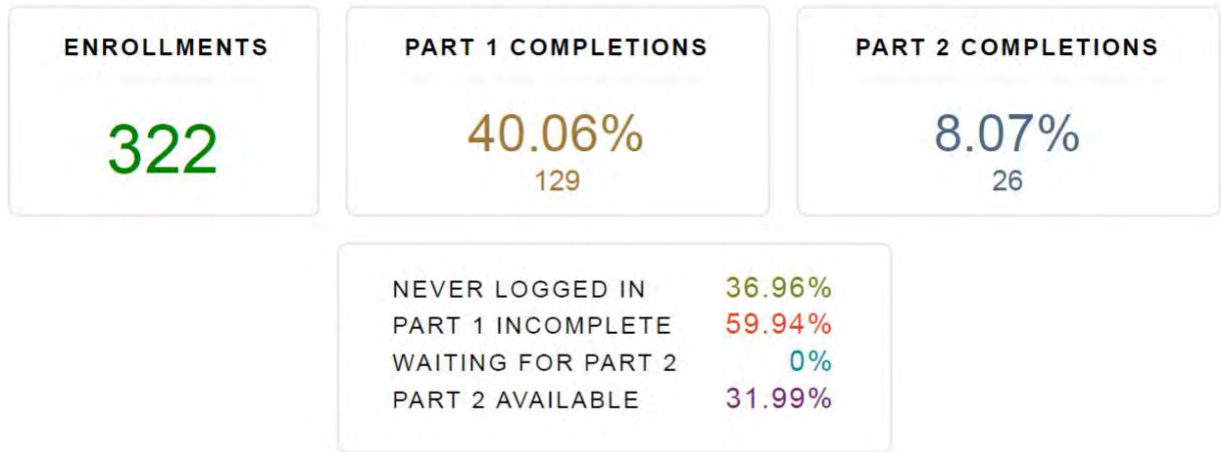 ENROLLMENTS
322
PART 1 COMPLETIONS
40.06%
129
PART 2 COMPLETIONS
8.07%
26
NEVER LOGGED IN 36.96%
PART 1 INCOMPLETE 59.94%
WAITING FOR PART 2 0%
PART 2 AVAILABLE 31.99%